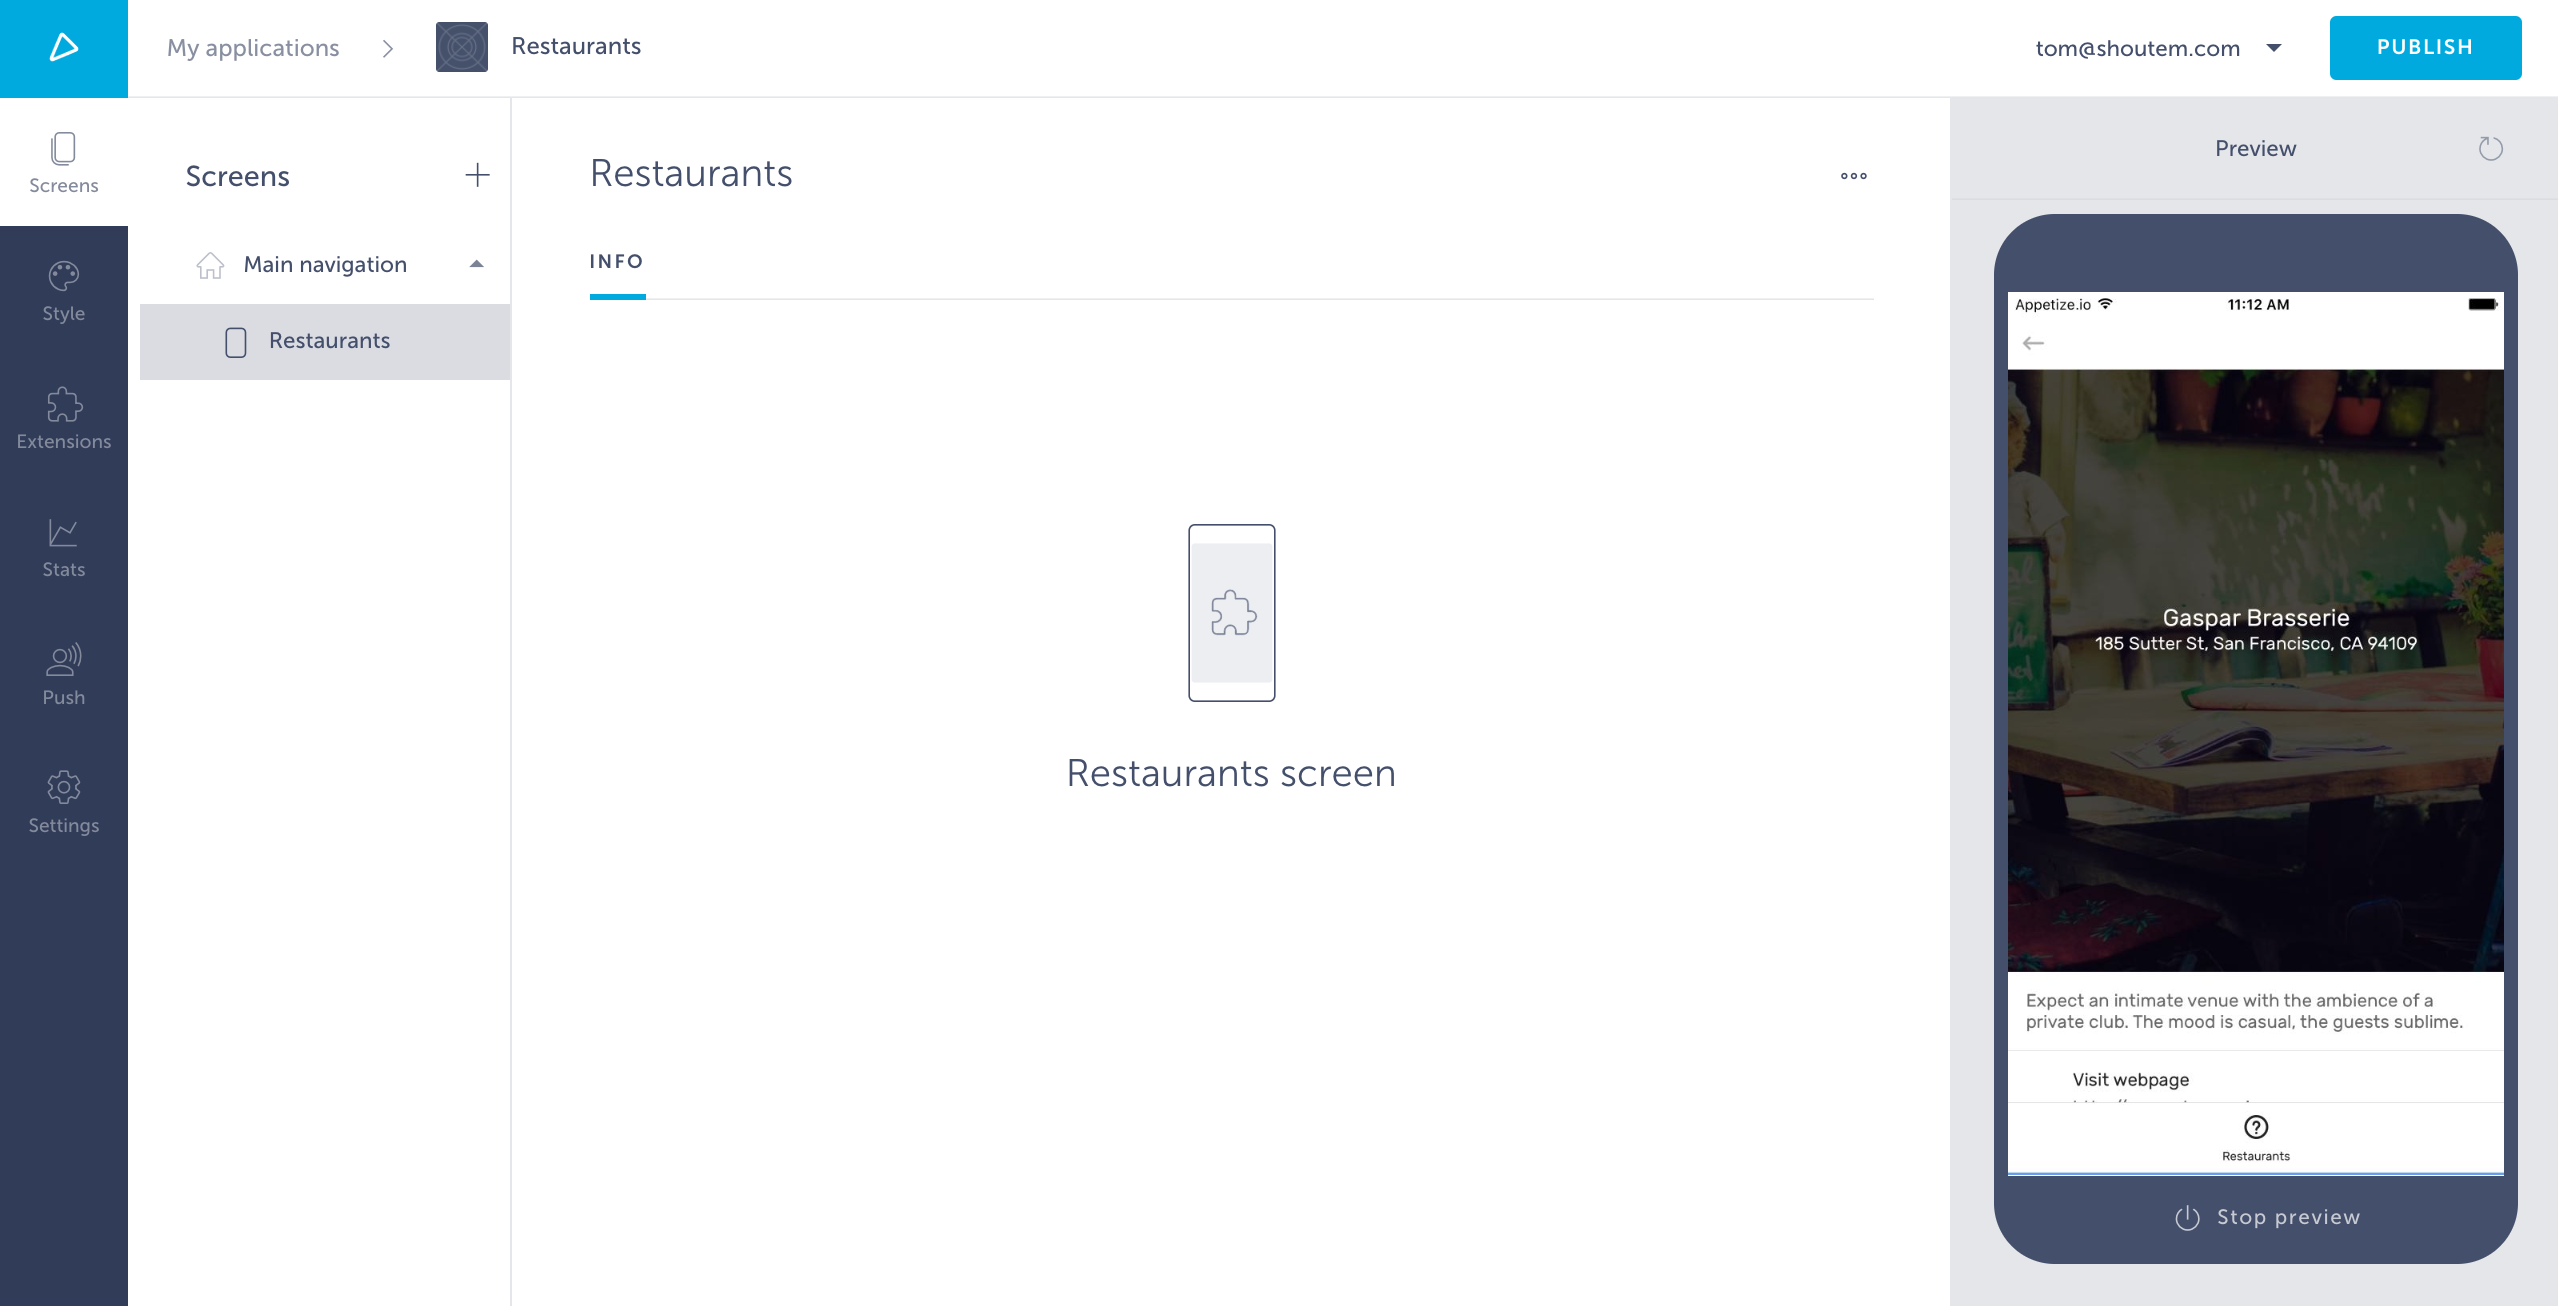 My applications
Restaurants
tom@shoutem.com
PUBLISH
Screens
Style
Extensions
Stats
Push
Settings
Screens
Main navigation
Restaurants
Restaurants
INFO
Restaurants screen
Preview
Appetize.io
11:12 AM
Gaspar Brasserie
185 Sutter St, San Francisco, CA 94109
Expect an intimate venue with the ambience of a
private club. The mood is casual, the guests sublime.
Visit webpage
Restaurants
Stop preview